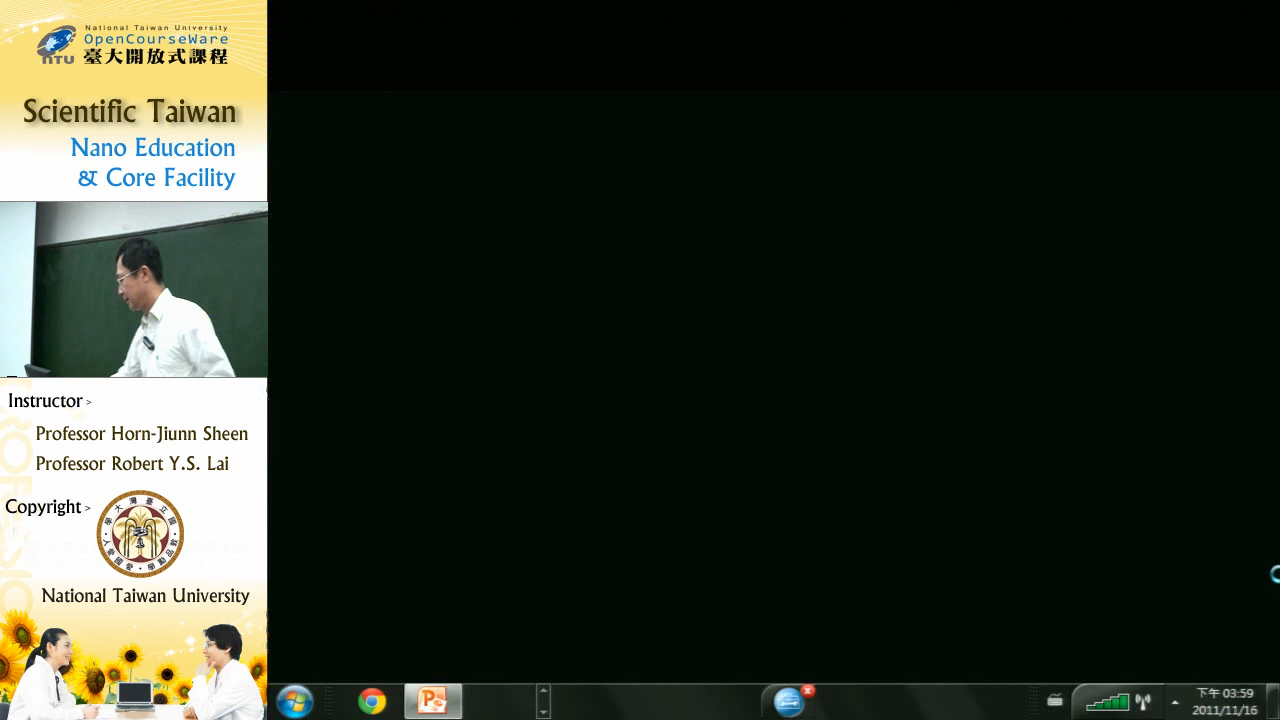 National Taiwan University
OpenCourseWare
NTU 臺大開放式課程
Scientific Taiwan
Nano Education
& Core Facility
Instructor >
Professor Horn-Jiunn Sheen
Professor Robert Y.S. Lai
Copyright >
National Taiwan University
下午 03:59
2011/11/16